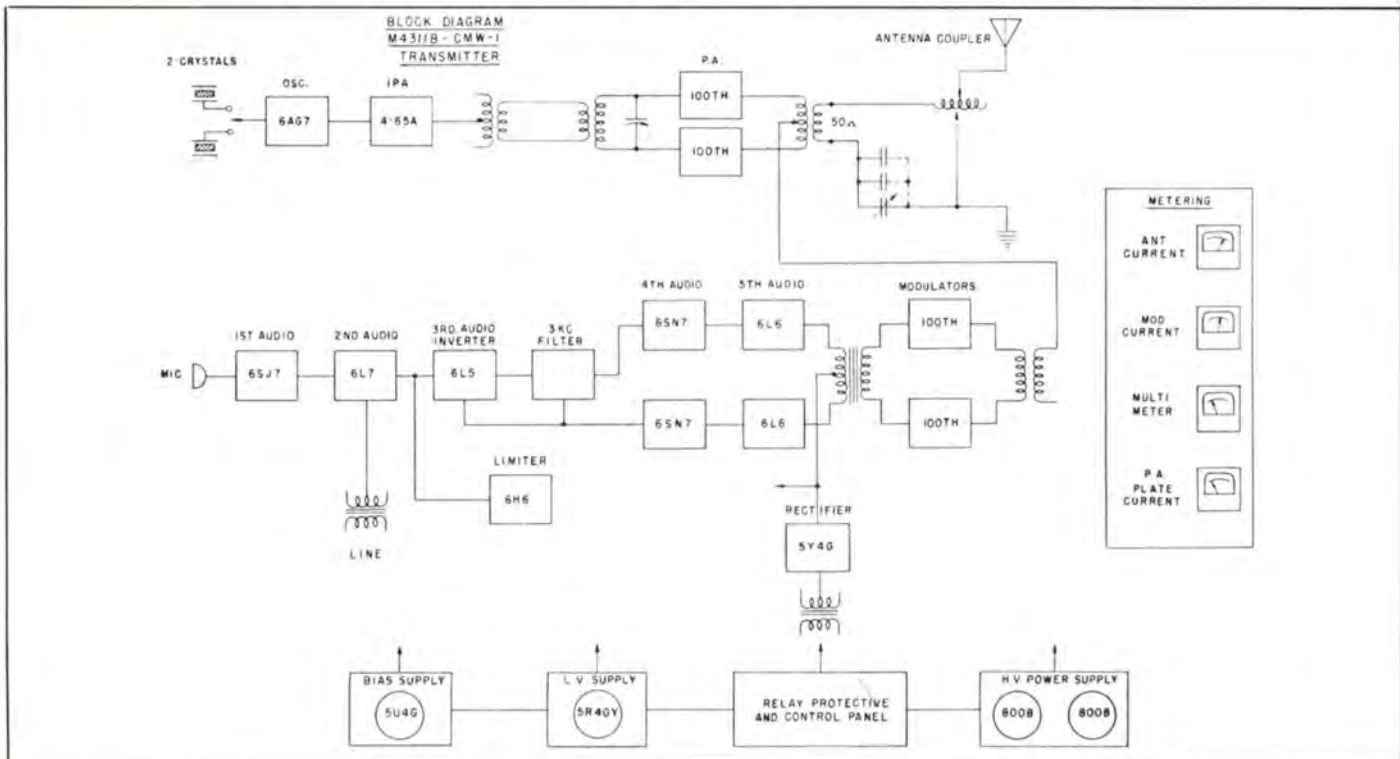 BLOCK DIAGRAM
M4311B-CMW-1
TRANSMITTER
ANTENNA COUPLER
2 CRYSTALS
OSC.
IPA
P.A.
6AG7
4-65A
100TH
100TH
50Ω
METERING
ANT
CURRENT
MOD
CURRENT
MULTI
METER
P.A.
PLATE
CURRENT
4TH AUDIO
5TH AUDIO
MODULATORS
1ST AUDIO
2ND AUDIO
3RD AUDIO
INVERTER
3KC
FILTER
6SN7
6L6
100TH
MIC
6SJ7
6L7
6L5
6SN7
6L6
100TH
LIMITER
6H6
LINE
RECTIFIER
5Y4G
BIAS SUPPLY
5U4G
L.V. SUPPLY
5R4GY
RELAY PROTECTIVE
AND CONTROL PANEL
H.V. POWER SUPPLY
8008
8008